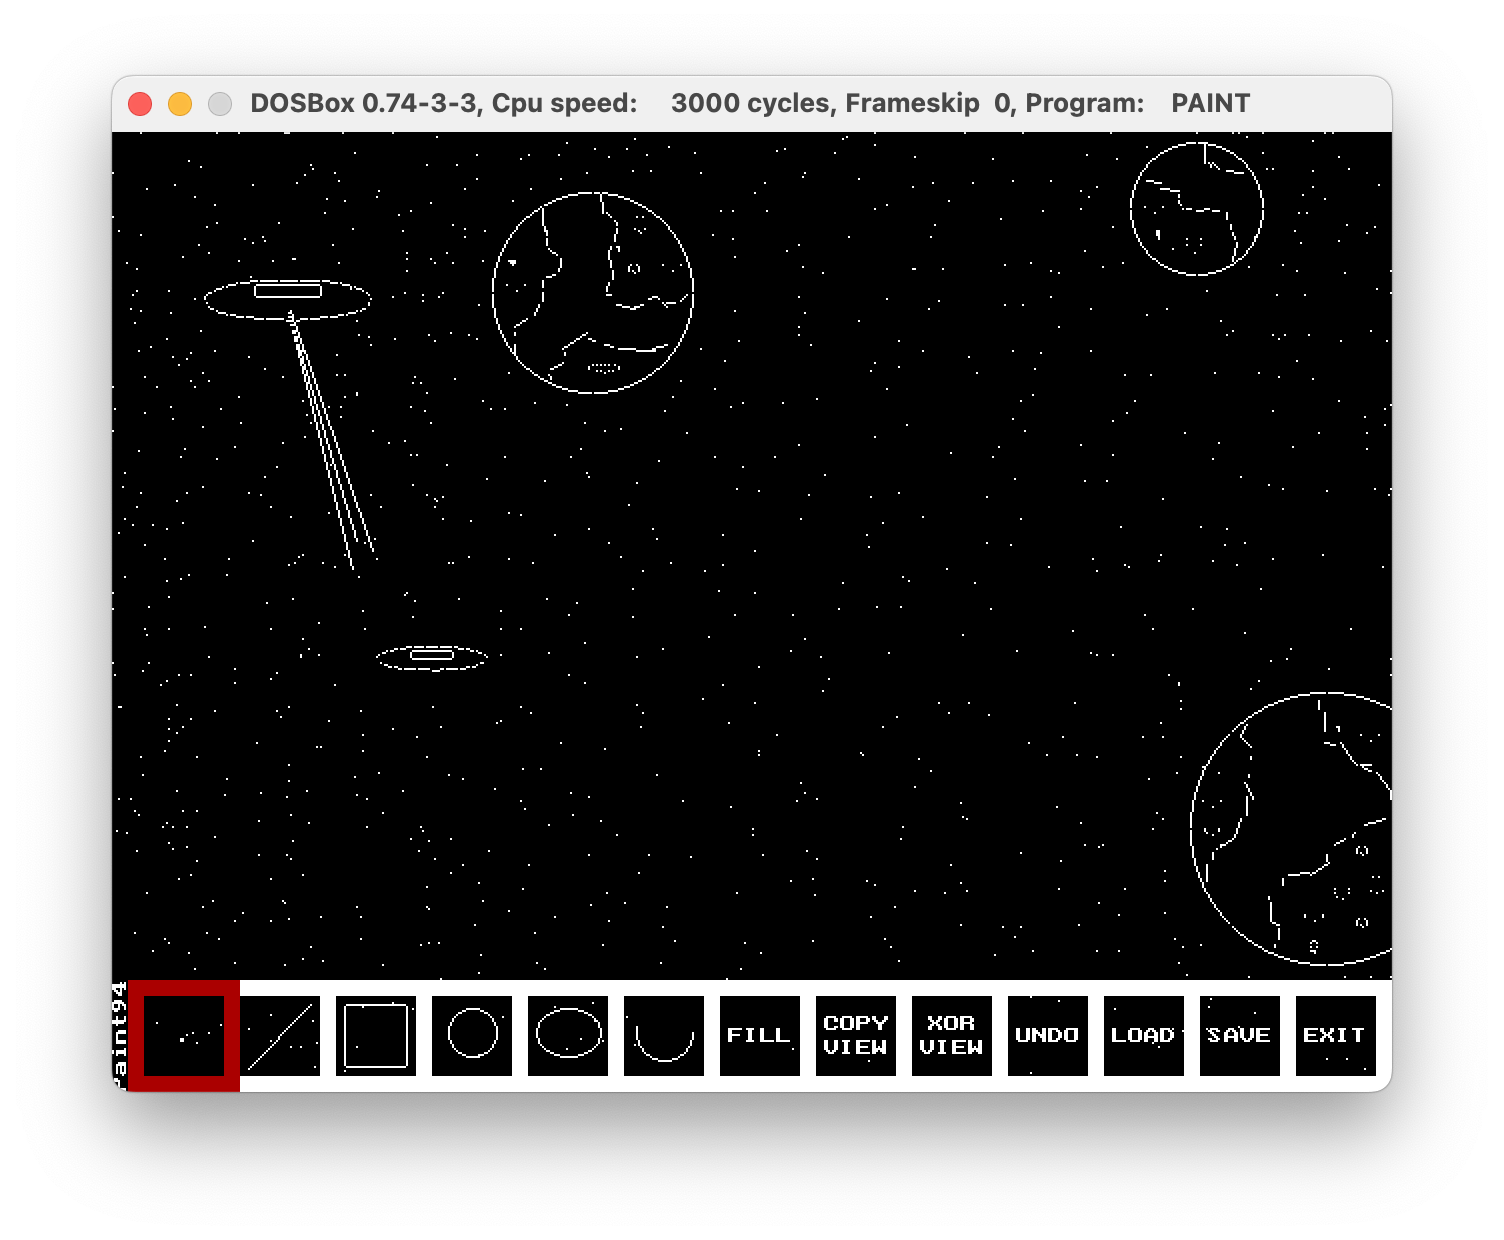 DOSBox 0.74-3-3, Cpu speed: 3000 cycles, Frameskip 0, Program: PAINT
Paint94
FILL
COPY
VIEW
XOR
VIEW
UNDO
LOAD
SAVE
EXIT